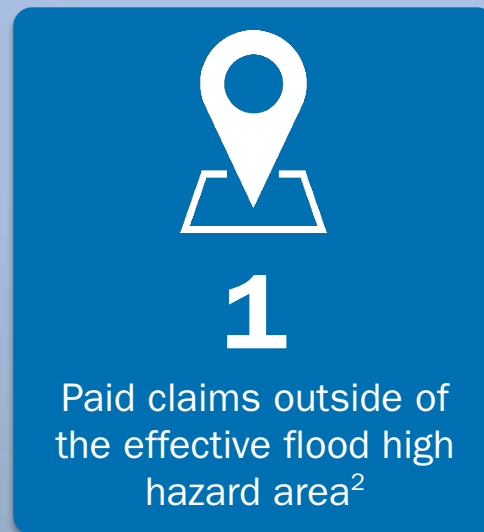 1
Paid claims outside of
the effective flood high
hazard area²